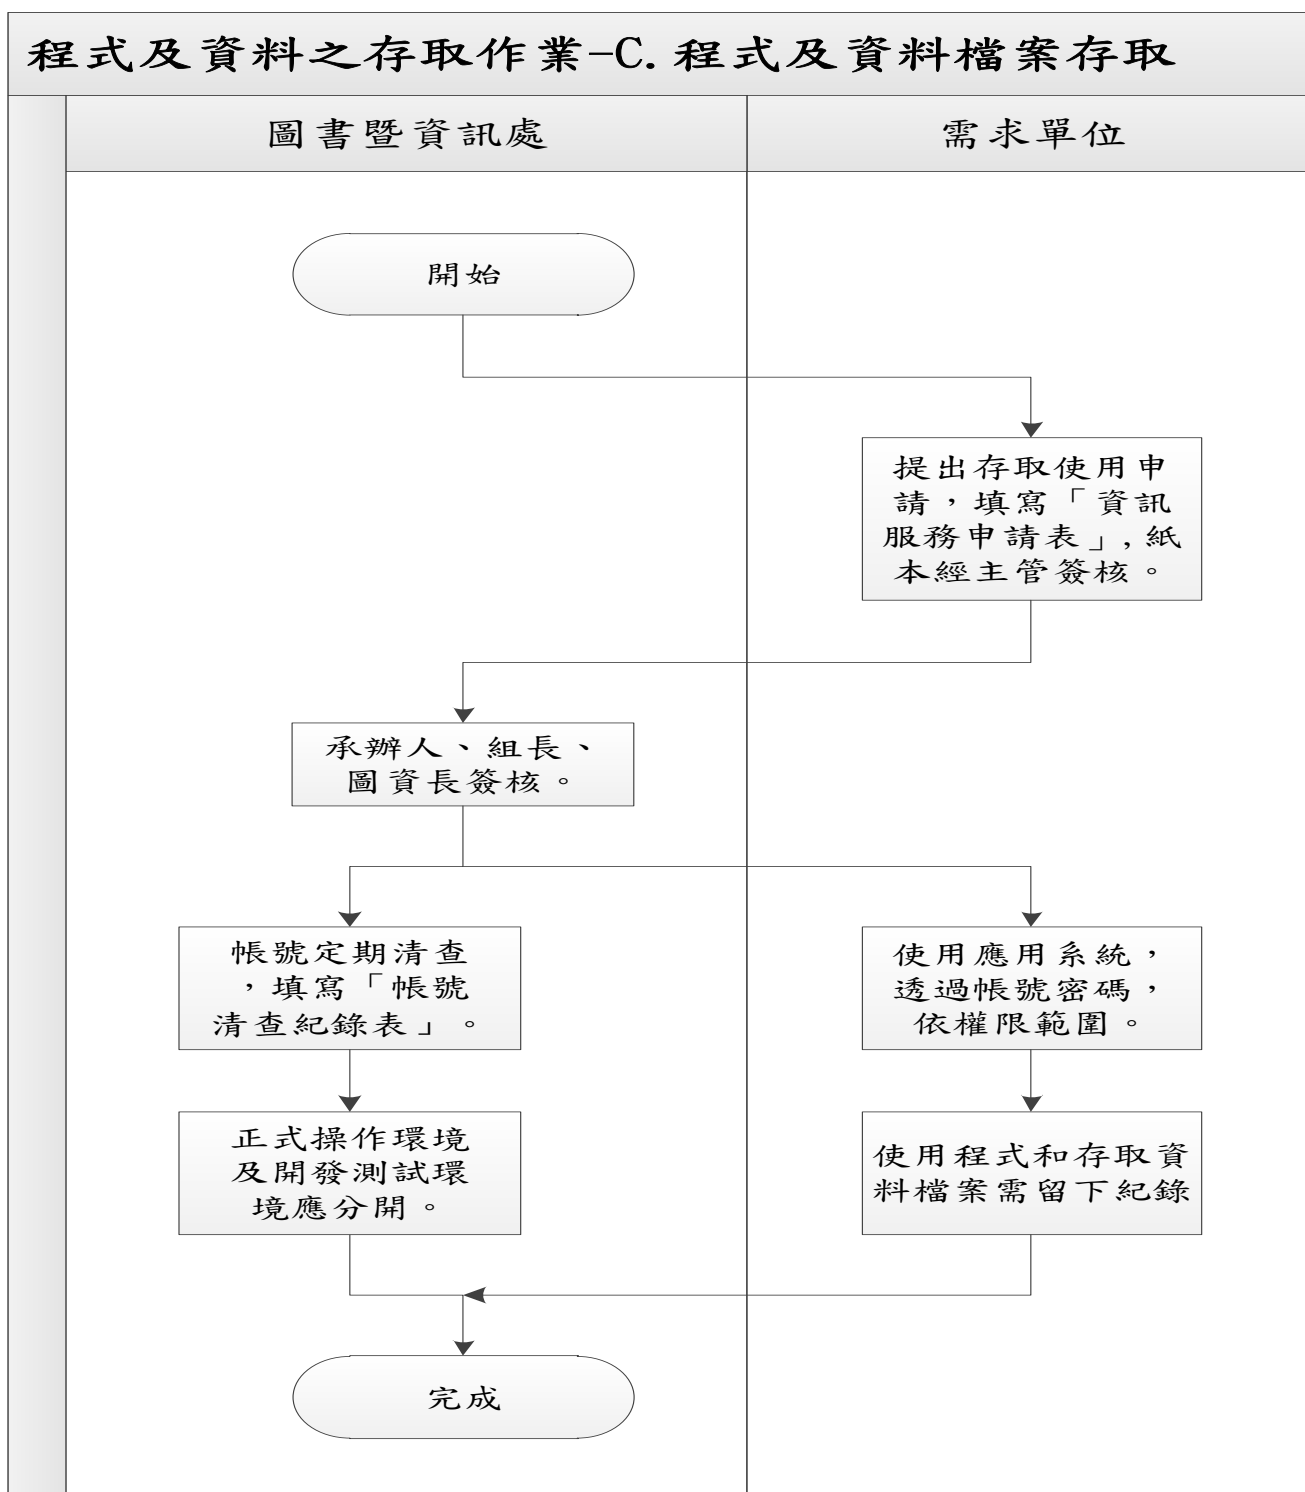 程式及資料之存取作業-C.程式及資料檔案存取
圖書暨資訊處
需求單位
開始
提出存取使用申
請，填寫「資訊
服務申請表」,紙
本經主管簽核。
承辦人、組長、
圖資長簽核。
帳號定期清查
，填寫「帳號
清查紀錄表」。
使用應用系統，
透過帳號密碼，
依權限範圍。
正式操作環境
及開發測試環
境應分開。
使用程式和存取資
料檔案需留下紀錄
完成